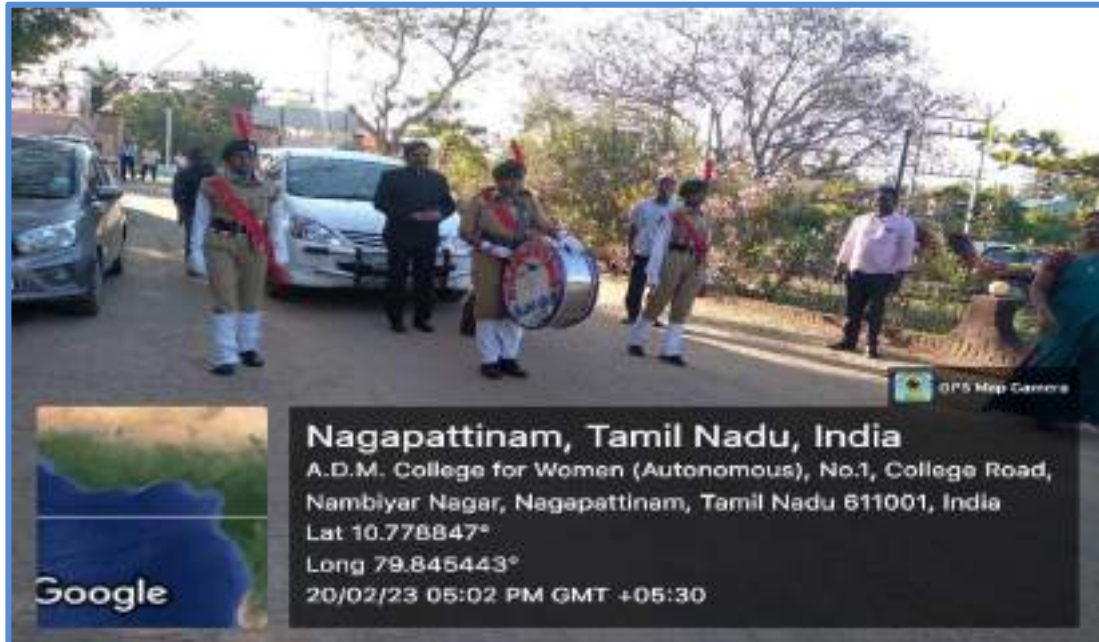 GPS Map Camera
Nagapattinam, Tamil Nadu, India
A.D.M. College for Women (Autonomous), No.1, College Road,
Nambiyar Nagar, Nagapattinam, Tamil Nadu 611001, India
Lat 10.778847°
Long 79.845443°
20/02/23 05:02 PM GMT +05:30
Google